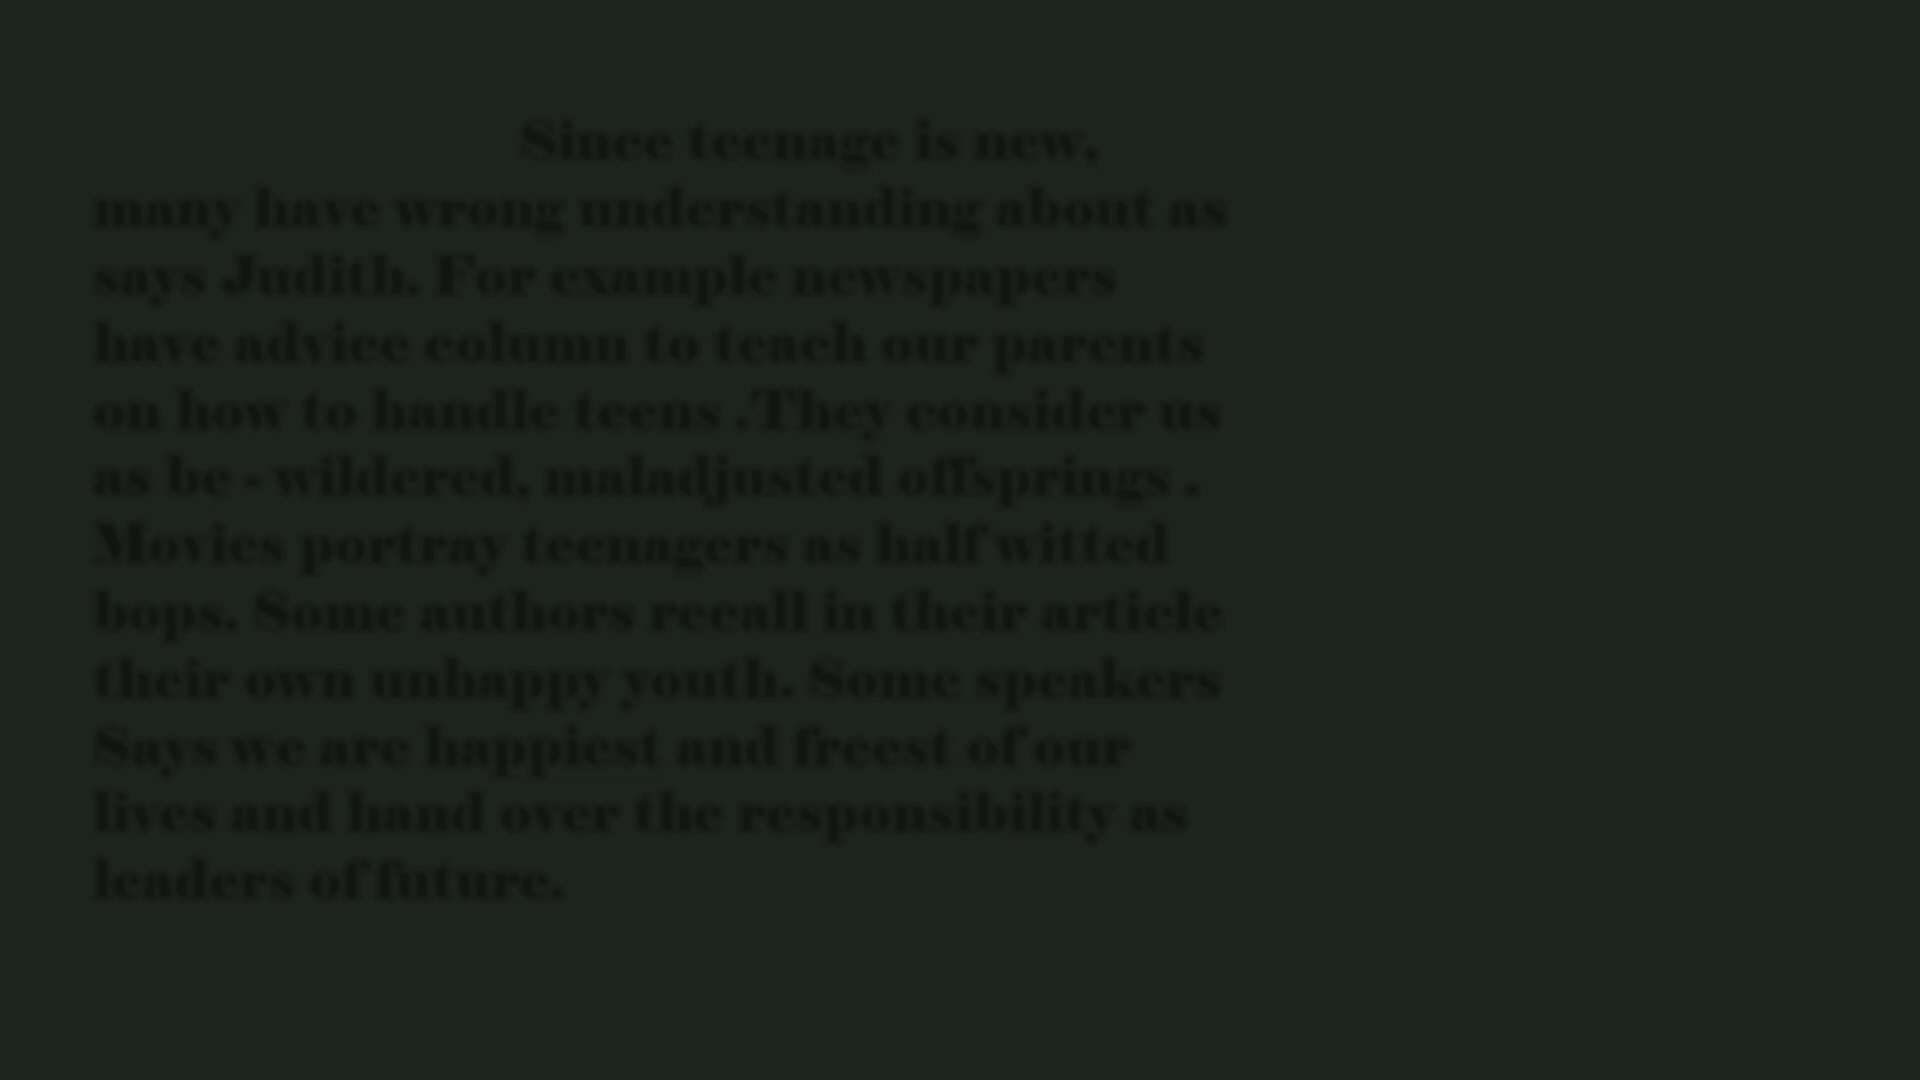 Since teenage is new,
many have wrong understanding about as
says Judith. For example newspapers
have advice column to teach our parents
on how to handle teens .They consider us
as be - wildered, maladjusted offsprings .
Movies portray teenagers as half witted
bops. Some authors recall in their article
their own unhappy youth. Some speakers
Says we are happiest and freest of our
lives and hand over the responsibility as
leaders of future.